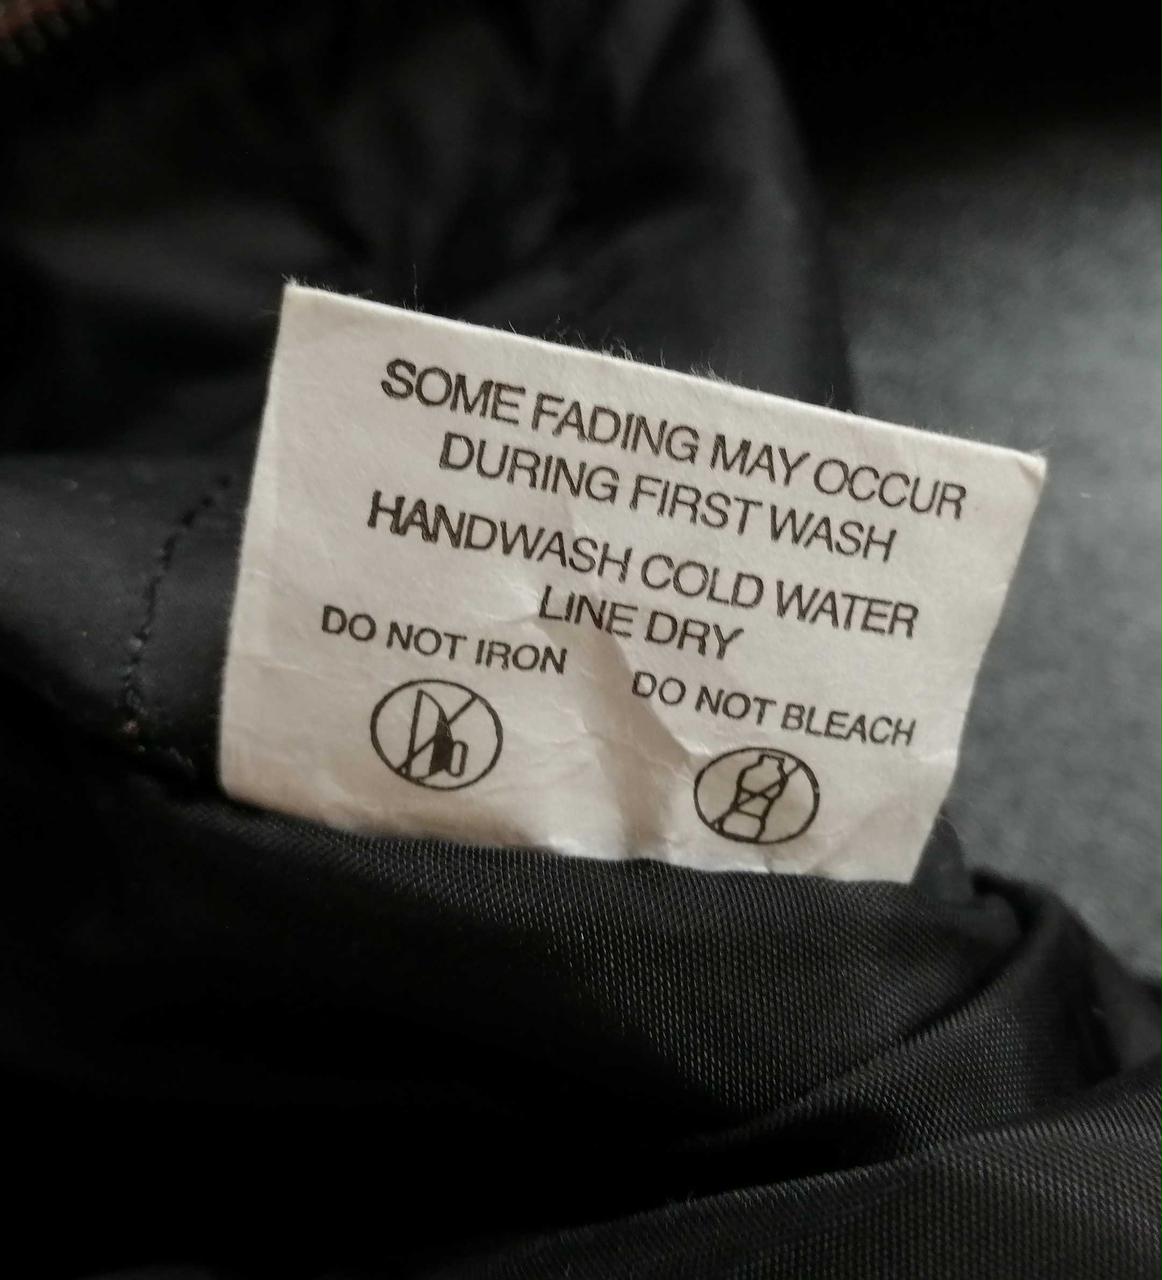 SOME FADING MAY OCCUR
DURING FIRST WASH
HANDWASH COLD WATER
LINE DRY
DO NOT IRON
DO NOT BLEACH